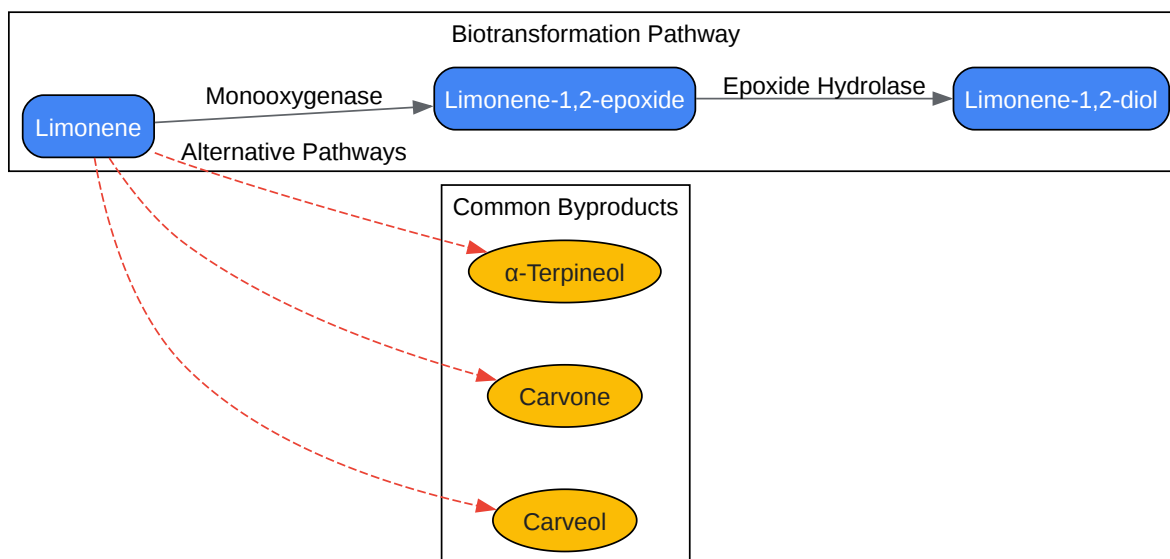 Biotransformation Pathway
Limonene
Monooxygenase
Limonene-1,2-epoxide
Epoxide Hydrolase
Limonene-1,2-diol
Alternative Pathways
Common Byproducts
α-Terpineol
Carvone
Carveol